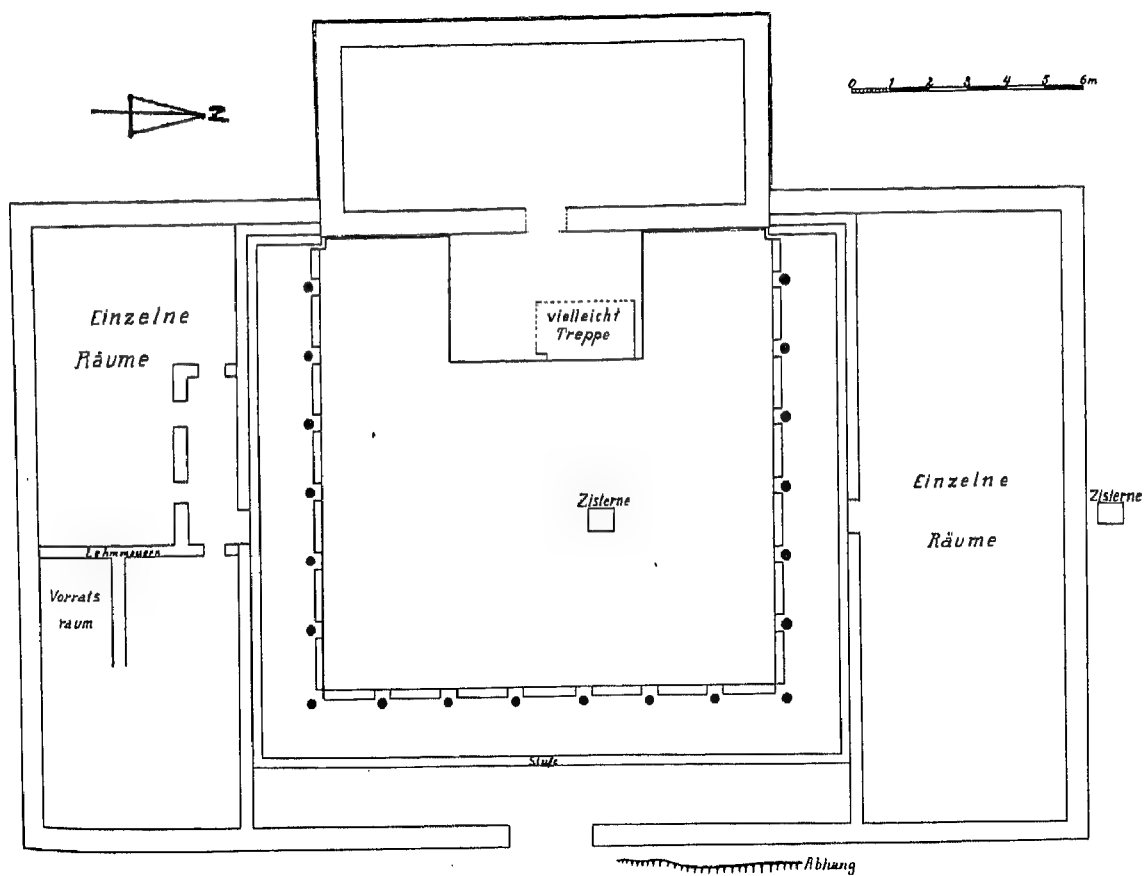 0 1 2 3 4 5 6m
N
Einzelne
Räume
vielleicht
Treppe
Zisterne
Einzelne
Räume
Zisterne
Lehmmauern
Vorrats
raum
Stufe
Abhang